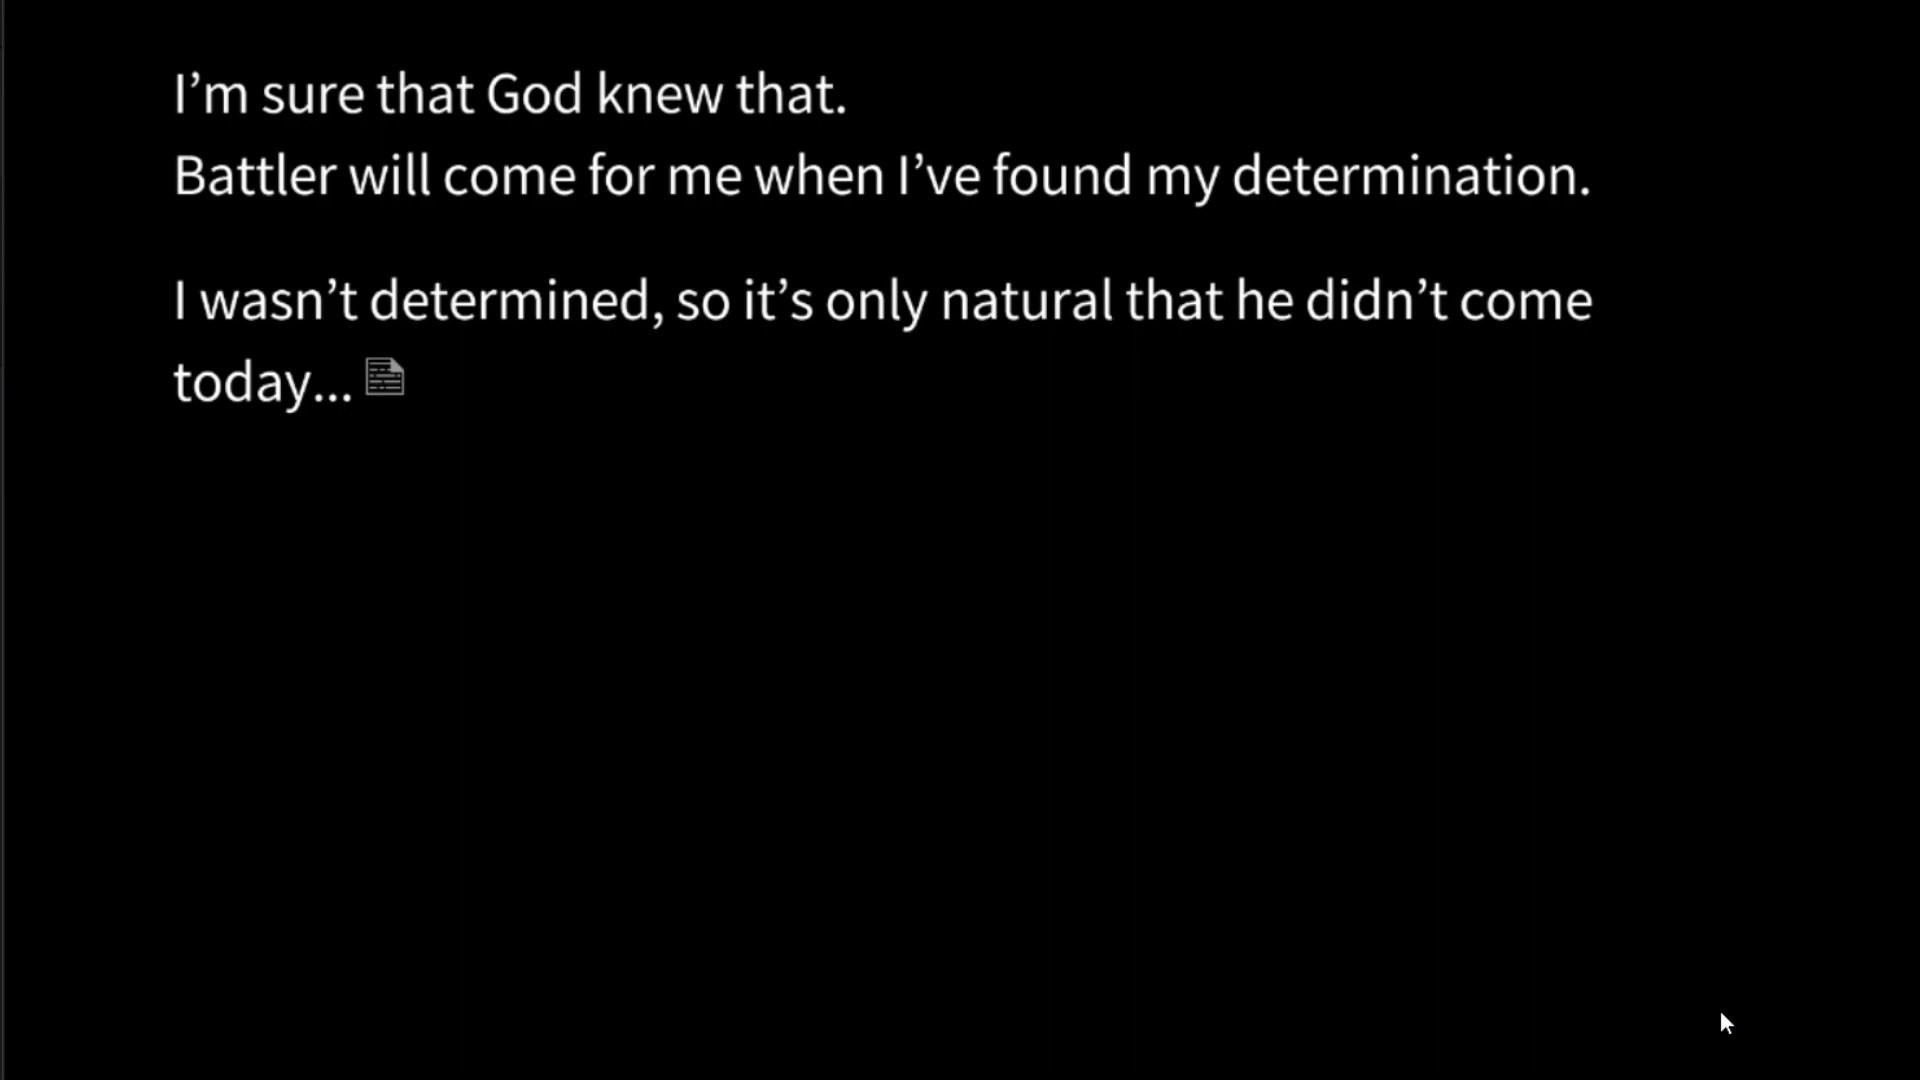 I’m sure that God knew that.
Battler will come for me when I’ve found my determination.
I wasn’t determined, so it’s only natural that he didn’t come
today...